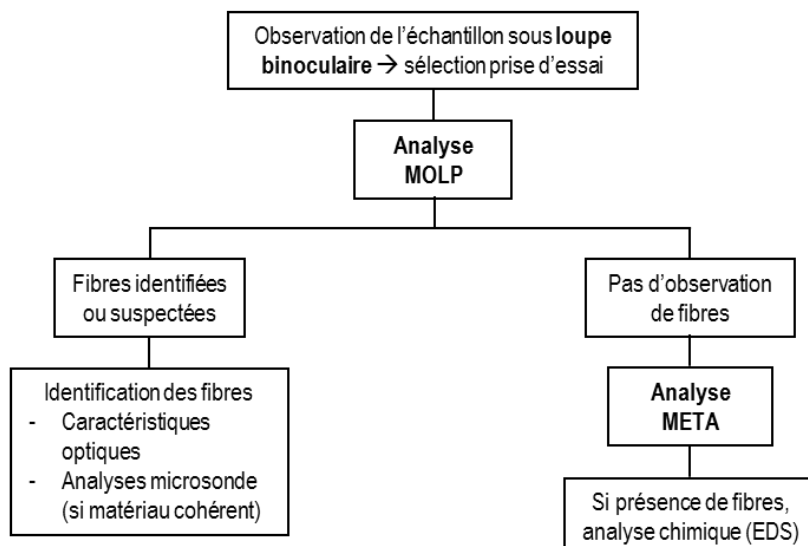 Observation de l’échantillon sous loupe
binoculaire → sélection prise d’essai
Analyse
MOLP
Fibres identifiées
ou suspectées
Pas d’observation
de fibres
Identification des fibres
- Caractéristiques
optiques
- Analyses microsonde
(si matériau cohérent)
Analyse
META
Si présence de fibres,
analyse chimique (EDS)